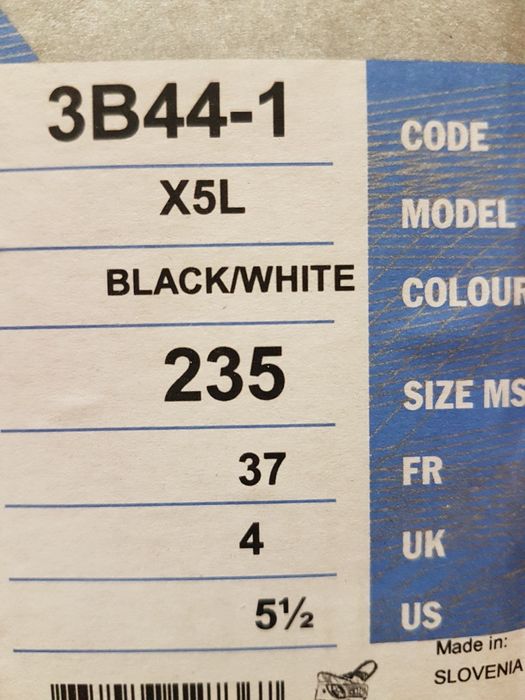 3B44-1 CODE
X5L MODEL
BLACK/WHITE COLOUR
235 SIZE MS
37 FR
4 UK
5½ US
Made in:
SLOVENIA